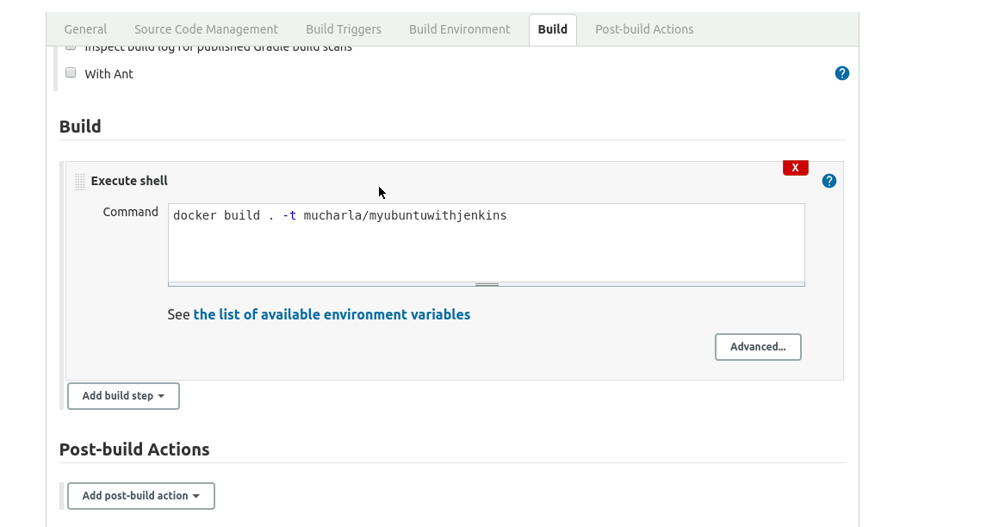 General Source Code Management Build Triggers Build Environment Build Post-build Actions
Inspect build log for published Gradle build scans
With Ant
?
Build
X
Execute shell
?
Command
docker build . -t mucharla/myubuntuwithjenkins
See the list of available environment variables
Advanced...
Add build step
Post-build Actions
Add post-build action